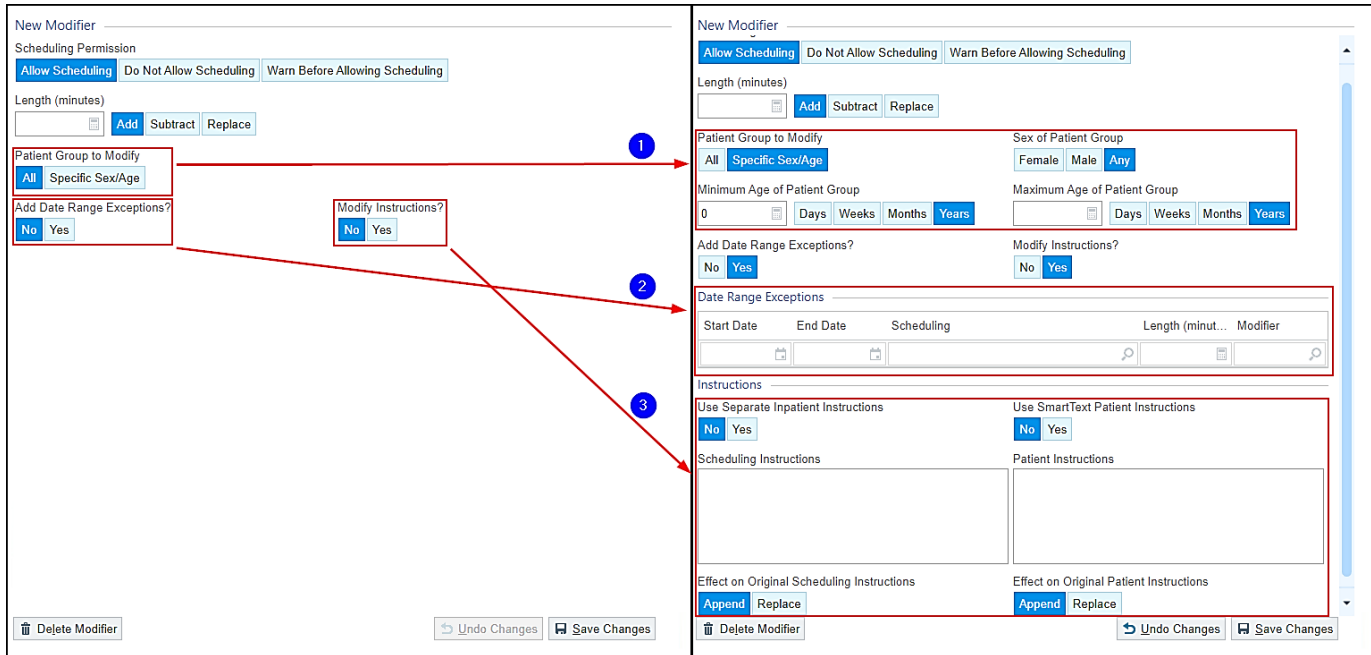 New Modifier
Scheduling Permission
Allow Scheduling Do Not Allow Scheduling Warn Before Allowing Scheduling
Length (minutes)
Add Subtract Replace
Patient Group to Modify
All Specific Sex/Age
Add Date Range Exceptions? Modify Instructions?
No Yes No Yes
Delete Modifier Undo Changes Save Changes
1
2
3
New Modifier
Allow Scheduling Do Not Allow Scheduling Warn Before Allowing Scheduling
Length (minutes)
Add Subtract Replace
Patient Group to Modify Sex of Patient Group
All Specific Sex/Age Female Male Any
Minimum Age of Patient Group Maximum Age of Patient Group
0 Days Weeks Months Years Days Weeks Months Years
Add Date Range Exceptions? Modify Instructions?
No Yes No Yes
Date Range Exceptions
Start Date End Date Scheduling Length (minut... Modifier
Instructions
Use Separate Inpatient Instructions Use SmartText Patient Instructions
No Yes No Yes
Scheduling Instructions Patient Instructions
Effect on Original Scheduling Instructions Effect on Original Patient Instructions
Append Replace Append Replace
Delete Modifier Undo Changes Save Changes